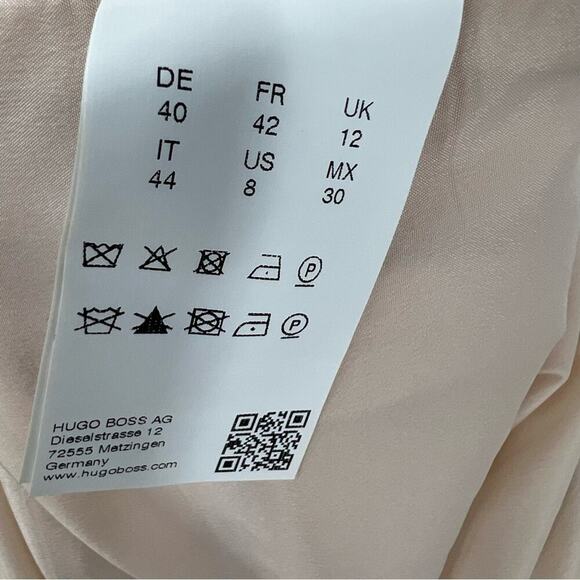 DE FR UK
40 42 12
IT US MX
44 8 30
P
P
HUGO BOSS AG
Dieselstrasse 12
72555 Metzingen
Germany
www.hugoboss.com